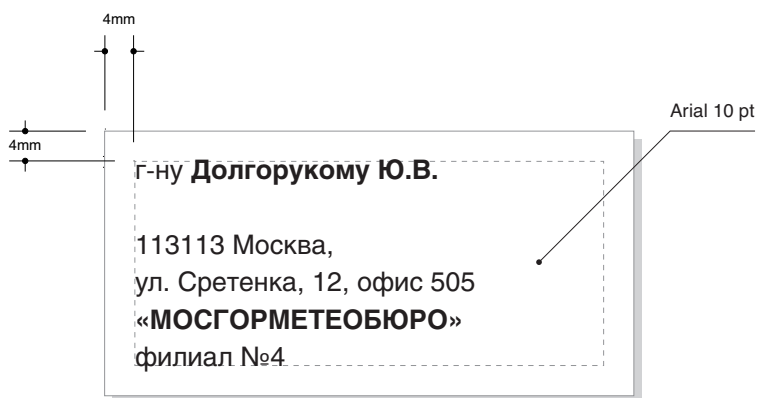 4mm
Arial 10 pt
4mm
г-ну Долгорукому Ю.В.
113113 Москва,
ул. Сретенка, 12, офис 505
«МОСГОРМЕТЕОБЮРО»
филиал №4